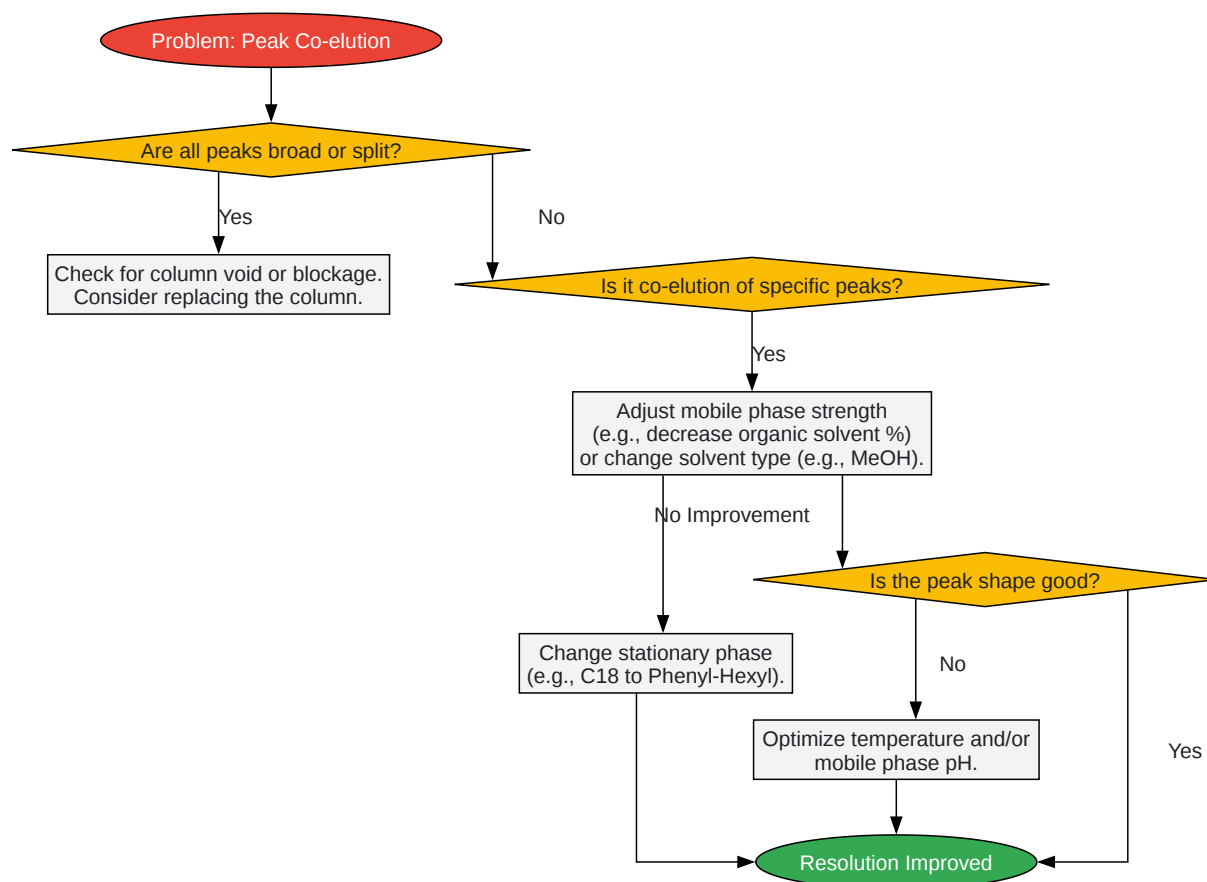 Problem: Peak Co-elution
Are all peaks broad or split?
Yes
No
Check for column void or blockage.
Consider replacing the column.
Is it co-elution of specific peaks?
Yes
Adjust mobile phase strength
(e.g., decrease organic solvent %)
or change solvent type (e.g., MeOH).
No Improvement
Is the peak shape good?
Change stationary phase
(e.g., C18 to Phenyl-Hexyl).
No
Optimize temperature and/or
mobile phase pH.
Yes
Resolution Improved